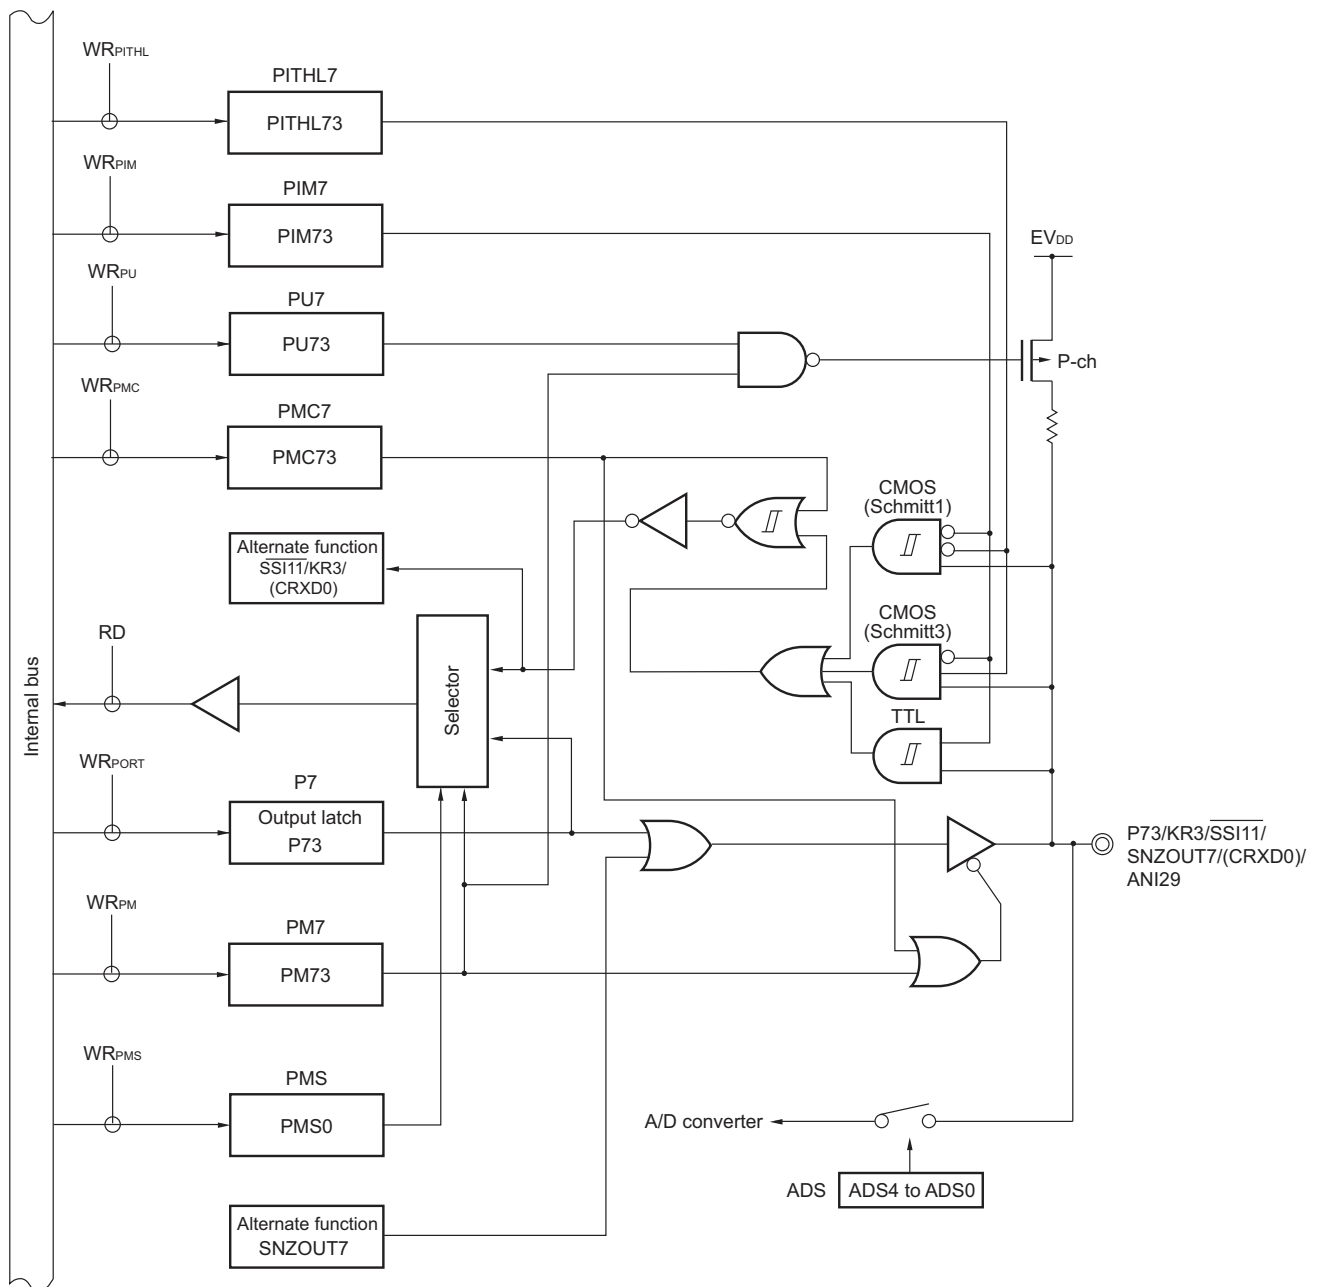 WRPITHL
PITHL7
PITHL73
WRPIM
PIM7
PIM73
EVDD
WRPU
PU7
PU73
P-ch
WRPMC
PMC7
PMC73
CMOS
(Schmitt1)
Alternate function
SSI11/KR3/
(CRXD0)
CMOS
(Schmitt3)
RD
Internal bus
Selector
TTL
WRPORT
P7
Output latch
P73
P73/KR3/SSI11/
SNZOUT7/(CRXD0)/
ANI29
WRPM
PM7
PM73
WRPMS
PMS
PMS0
A/D converter
ADS
ADS4 to ADS0
Alternate function
SNZOUT7